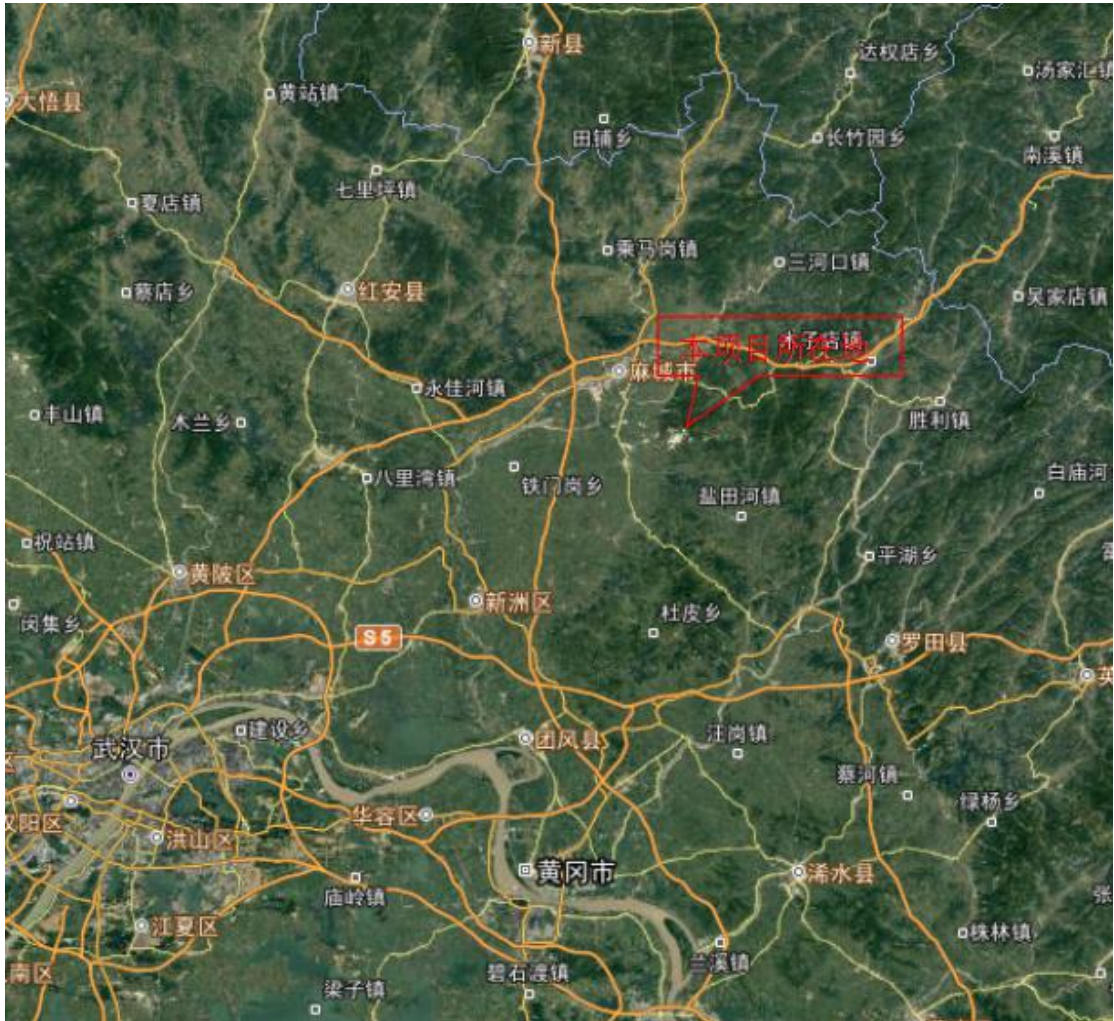 新县
达权店乡
汤家汇镇
大悟县
黄站镇
田铺乡
长竹园乡
南溪镇
七里坪镇
夏店镇
乘马岗镇
三河口镇
蔡店乡
红安县
吴家店镇
木子店镇
本项目所在地
麻城市
永佳河镇
丰山镇
木兰乡
胜利镇
八里湾镇
铁门岗乡
白庙河
盐田河镇
祝站镇
平湖乡
黄陂区
新洲区
闵集乡
杜皮乡
S5
罗田县
英
建设乡
团风县
汪岗镇
武汉市
区
蔡河镇
绿杨乡
华容区
汉阳区
洪山区
黄冈市
浠水县
庙岭镇
张
江夏区
株林镇
兰溪镇
南区
碧石渡镇
梁子镇